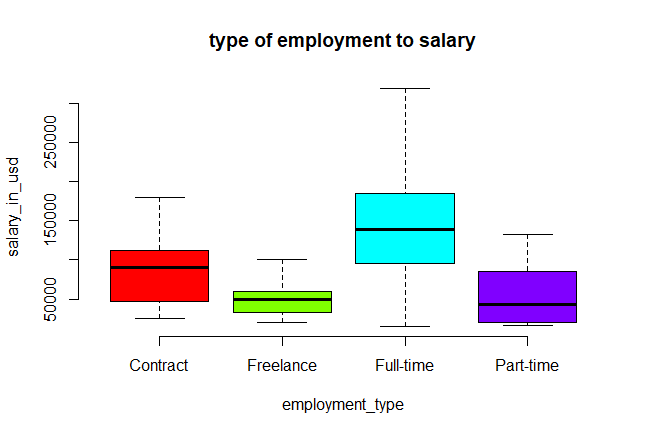 type of employment to salary
salary_in_usd
250000
150000
50000
Contract Freelance Full-time Part-time
employment_type